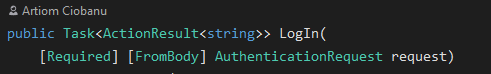 Artiom Ciobanu
public Task<ActionResult<string>> LogIn(
[Required] [FromBody] AuthenticationRequest request)